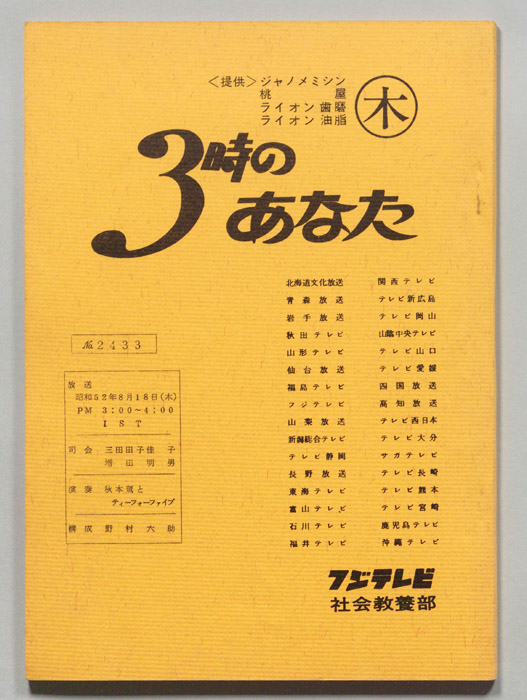 <提供> ジャノメミシン
桃屋
ライオン歯磨
ライオン油脂
木
3時の
あなた
北海道文化放送
青森放送
岩手放送
秋田テレビ
山形テレビ
仙台放送
福島テレビ
フジテレビ
山梨放送
新潟総合テレビ
テレビ静岡
長野放送
東海テレビ
富山テレビ
石川テレビ
福井テレビ
関西テレビ
テレビ新広島
テレビ岡山
山陰中央テレビ
テレビ山口
テレビ愛媛
四国放送
高知放送
テレビ西日本
テレビ大分
サガテレビ
テレビ長崎
テレビ熊本
テレビ宮崎
鹿児島テレビ
沖縄テレビ
№2433
放送
昭和52年8月18日(木)
PM 3:00~4:00
1ST
司会 三田佳子
増田明勇
演奏 秋本薫と
ティーフォーファイブ
構成 野村六助
フジテレビ
社会教養部